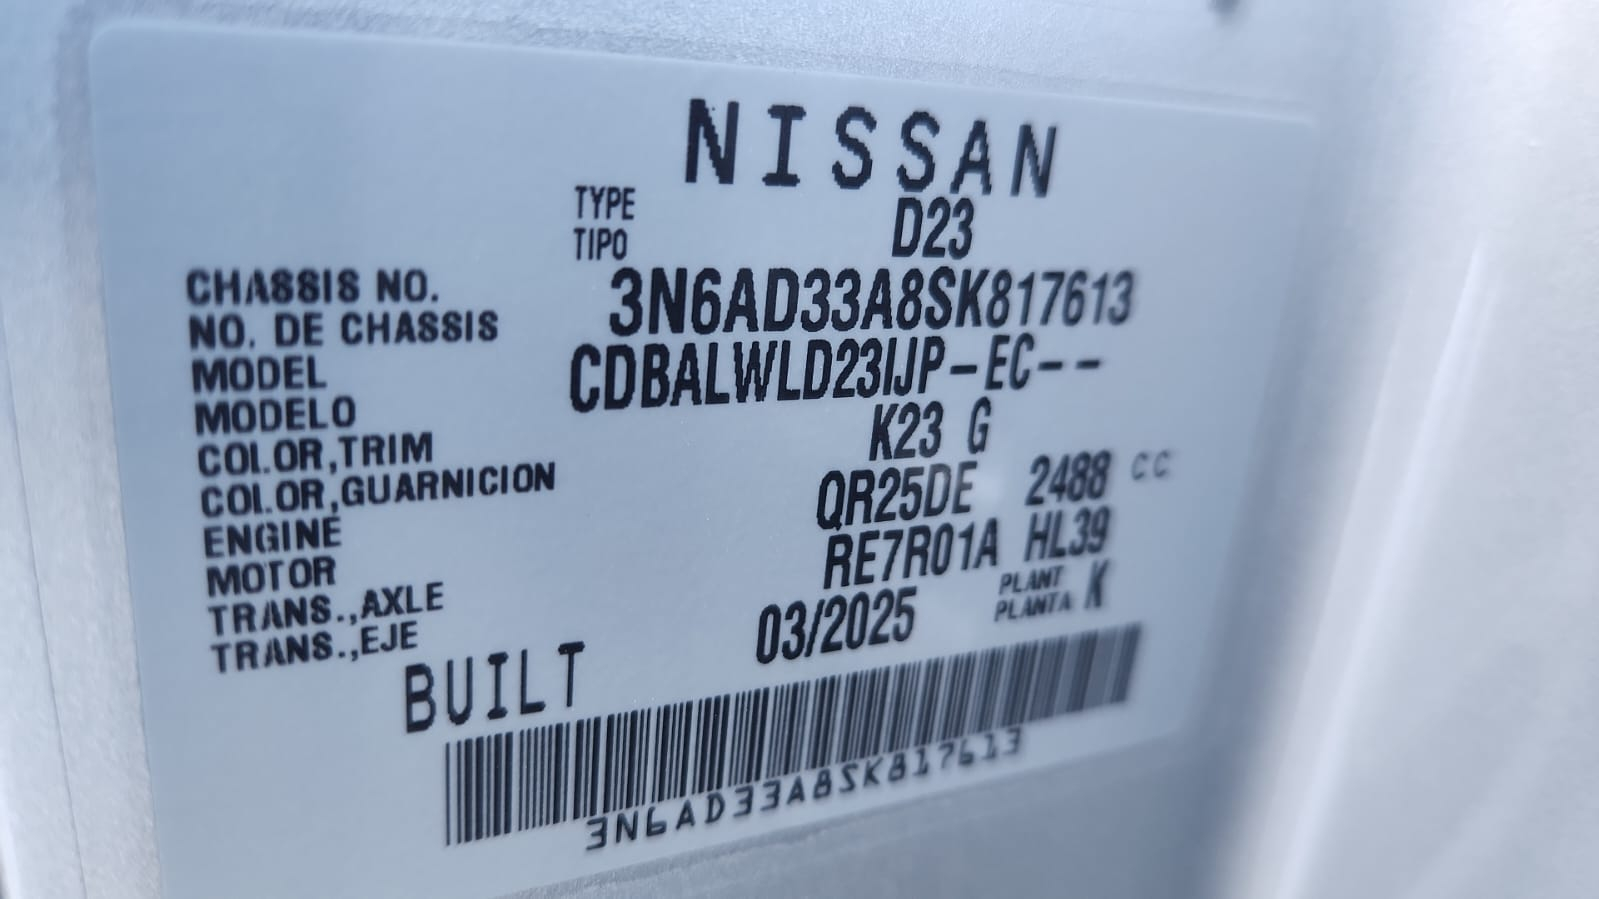 NISSAN
TYPE
TIPO D23
CHASSIS NO.
NO. DE CHASSIS 3N6AD33A8SK817613
MODEL
MODELO CDBALWLD23IJP-EC--
COLOR,TRIM
COLOR,GUARNICION K23 G
ENGINE
MOTOR QR25DE 2488 CC
TRANS.,AXLE
TRANS.,EJE RE7R01A HL39
BUILT 03/2025
PLANT
PLANTA K
3N6AD33A8SK817613